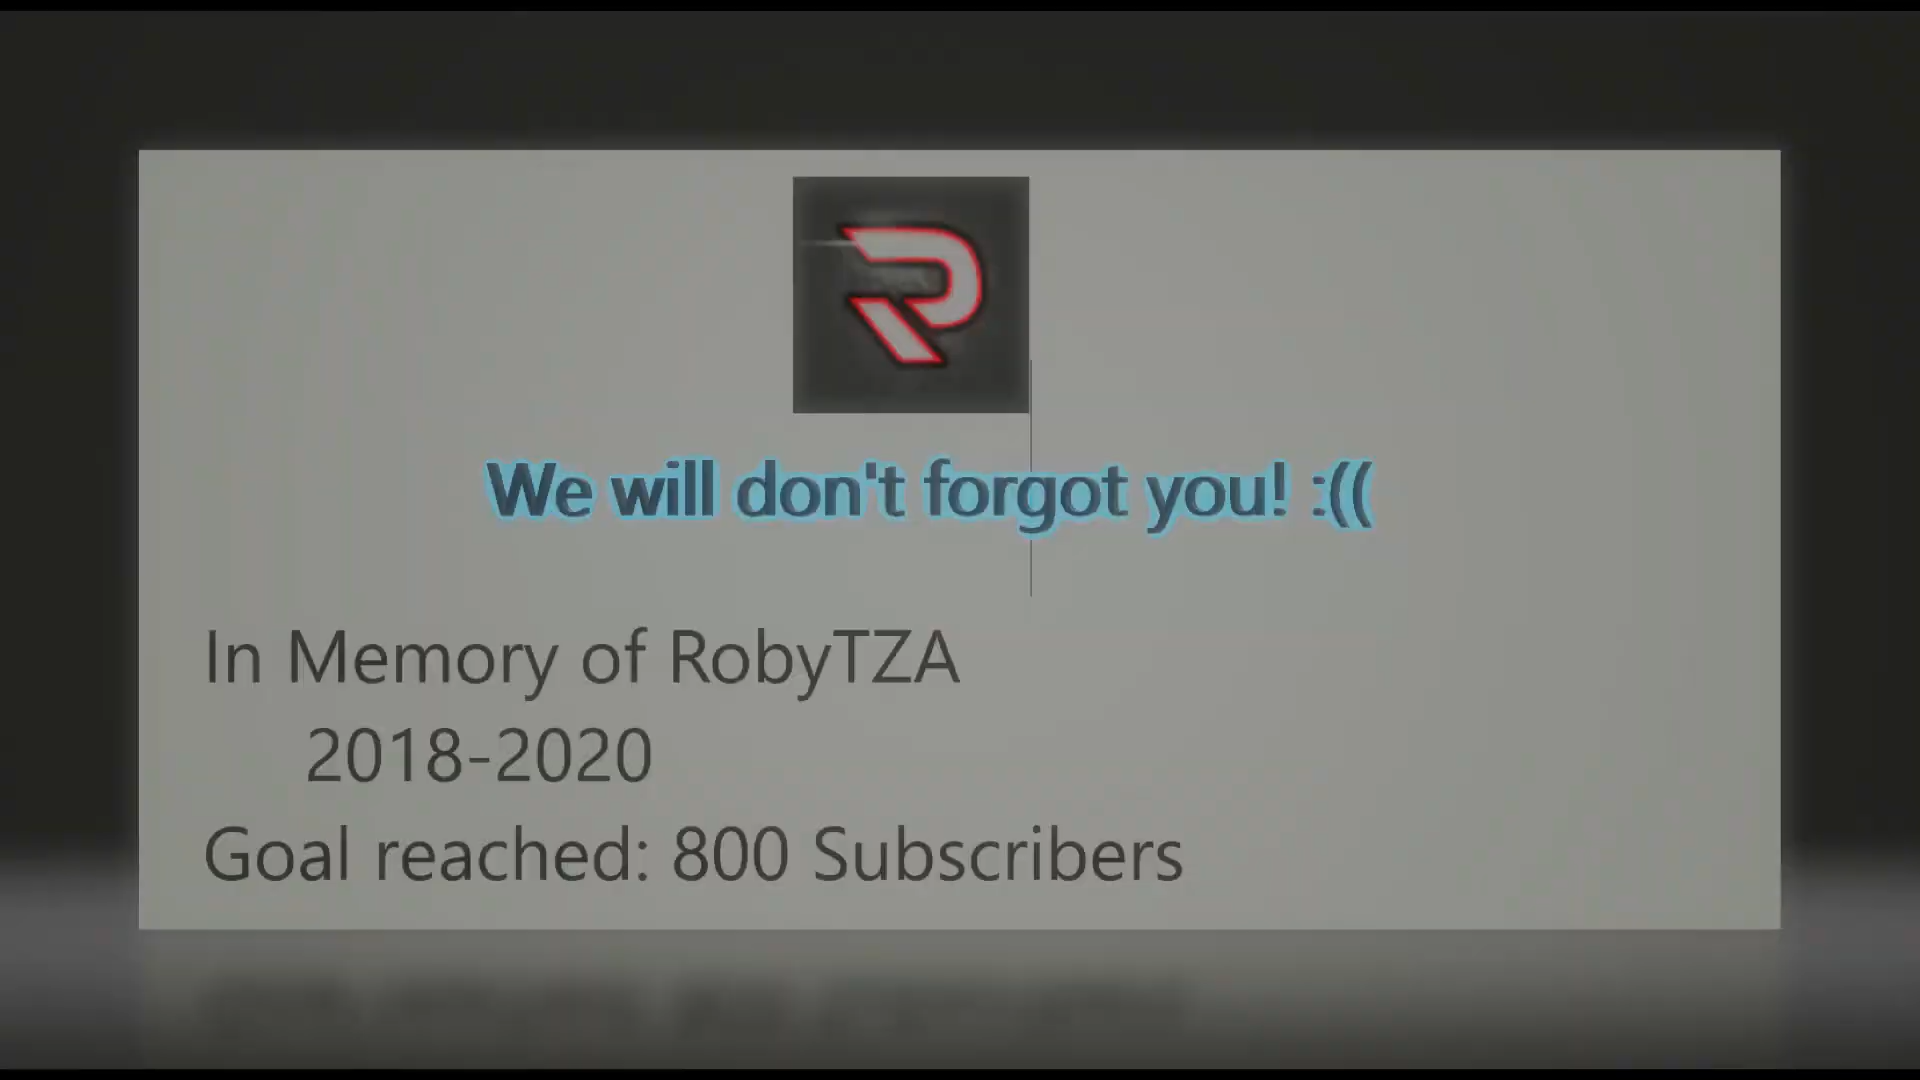 R
We will don't forgot you! :((
In Memory of RobyTZA
2018-2020
Goal reached: 800 Subscribers